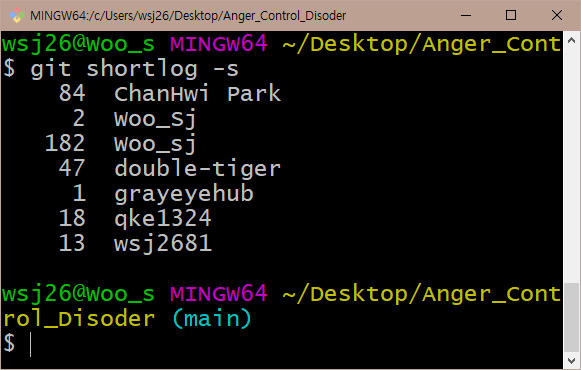 MINGW64:/c/Users/wsj26/Desktop/Anger_Control_Disoder
wsj26@Woo_s MINGW64 ~/Desktop/Anger_Cont
$ git shortlog -s
    84  ChanHwi Park
     2  Woo_Sj
   182  Woo_sj
    47  double-tiger
     1  grayeyehub
    18  qke1324
    13  wsj2681
wsj26@Woo_s MINGW64 ~/Desktop/Anger_Cont
rol_Disoder (main)
$